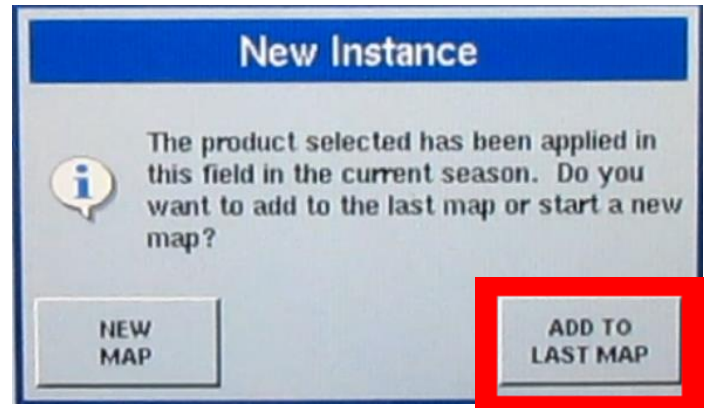 New Instance
The product selected has been applied in
this field in the current season.  Do you
want to add to the last map or start a new
map?
NEW
MAP
ADD TO
LAST MAP